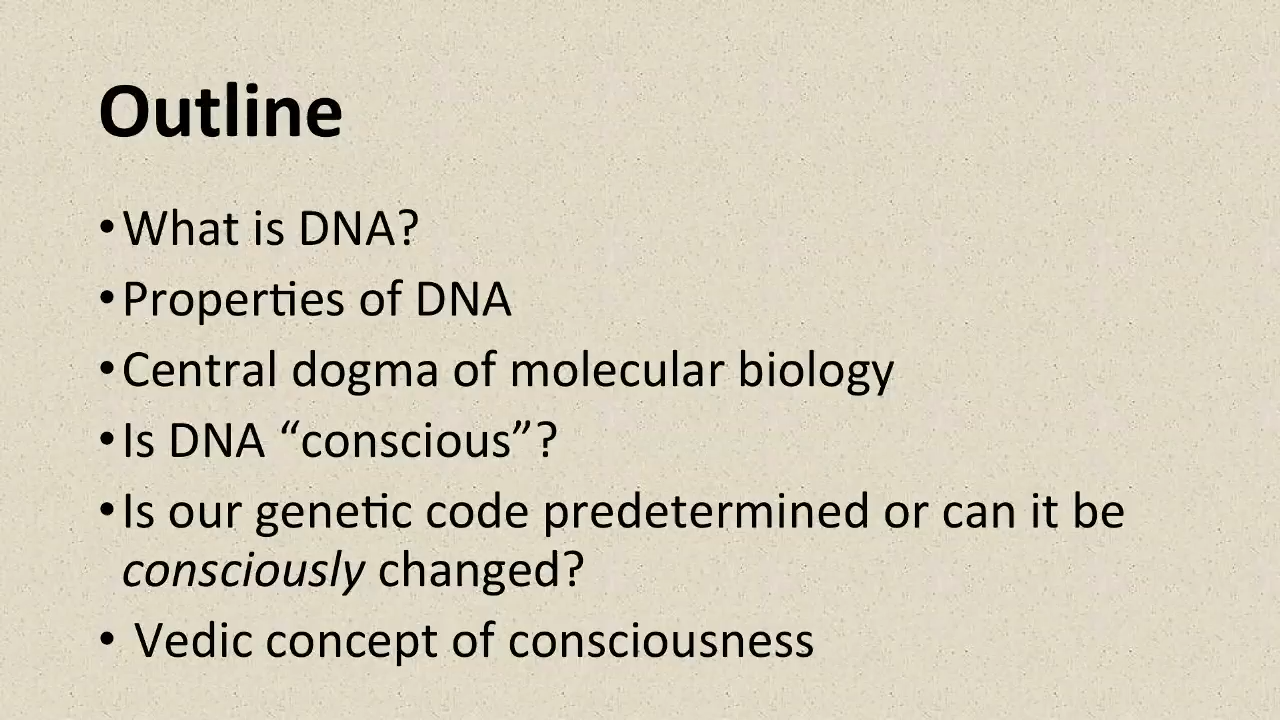 Outline
• What is DNA?
• Properties of DNA
• Central dogma of molecular biology
• Is DNA “conscious”?
• Is our genetic code predetermined or can it be
consciously changed?
• Vedic concept of consciousness